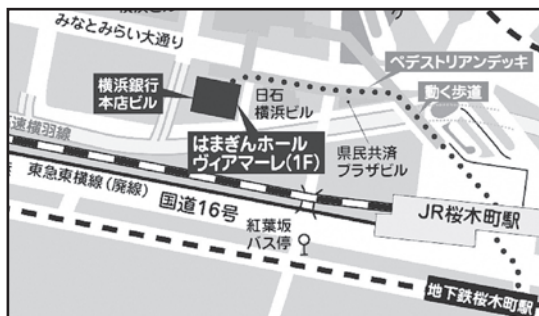 みなとみらい大通り
ペデストリアンデッキ
動く歩道
横浜銀行
本店ビル
日石
横浜ビル
はまぎんホール
ヴィアマーレ(1F)
県民共済
プラザビル
速横羽線
東急東横線(廃線)
国道16号
JR桜木町駅
紅葉坂
バス停
地下鉄桜木町駅